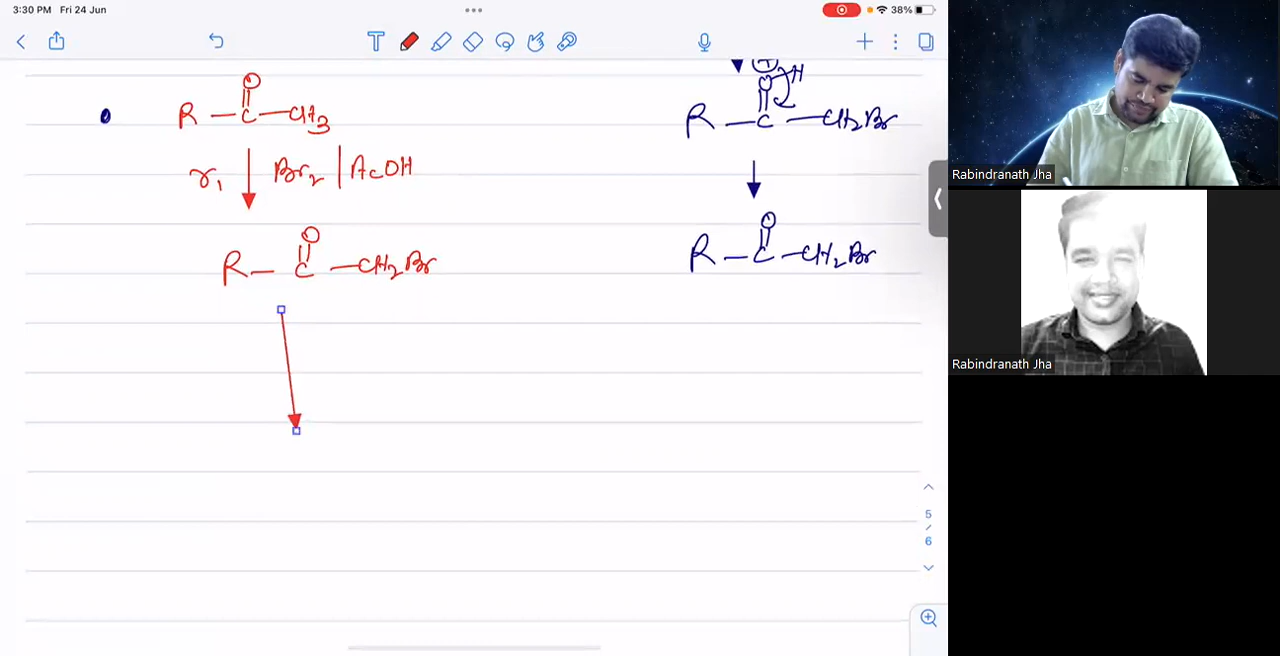 3:30 PM Fri 24 Jun
38%
O
R — C — CH3
r1 Br2 | AcOH
O
R — C — CH2Br
+
O H
R — C — CH2Br
O
R — C — CH2Br
T
5
/
6
Rabindranath Jha
Rabindranath Jha